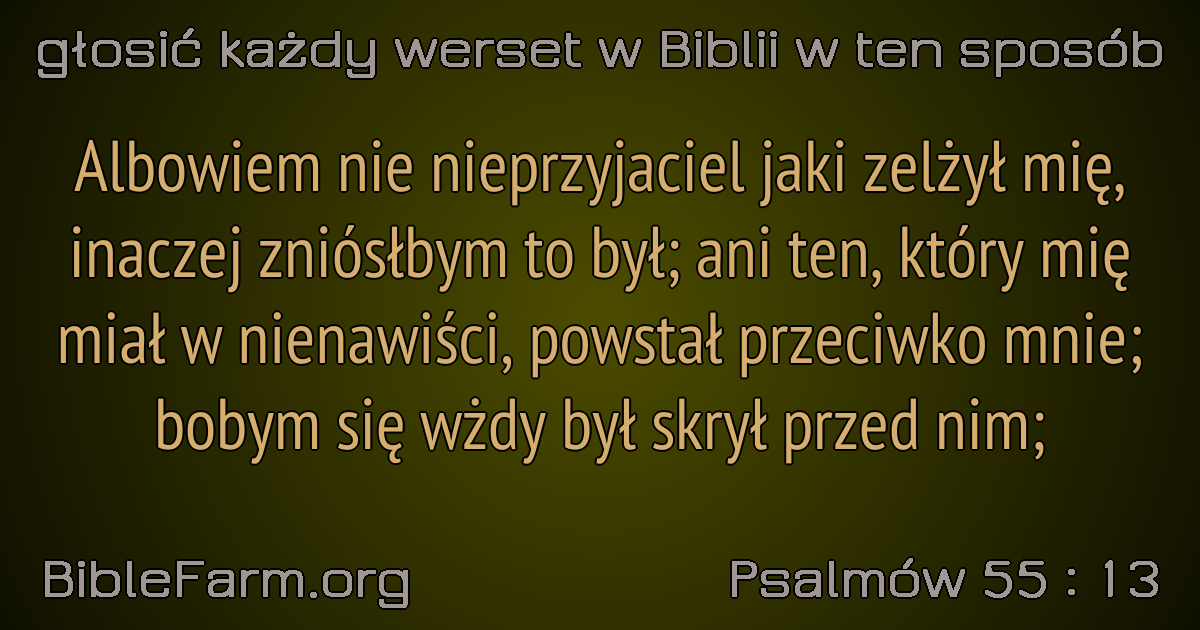 głosić każdy werset w Biblii w ten sposób
Albowiem nie nieprzyjaciel jaki zelżył mię,
inaczej zniósłbym to był; ani ten, który mię
miał w nienawiści, powstał przeciwko mnie;
bobym się wżdy był skrył przed nim;
BibleFarm.org
Psalmów 55 : 13